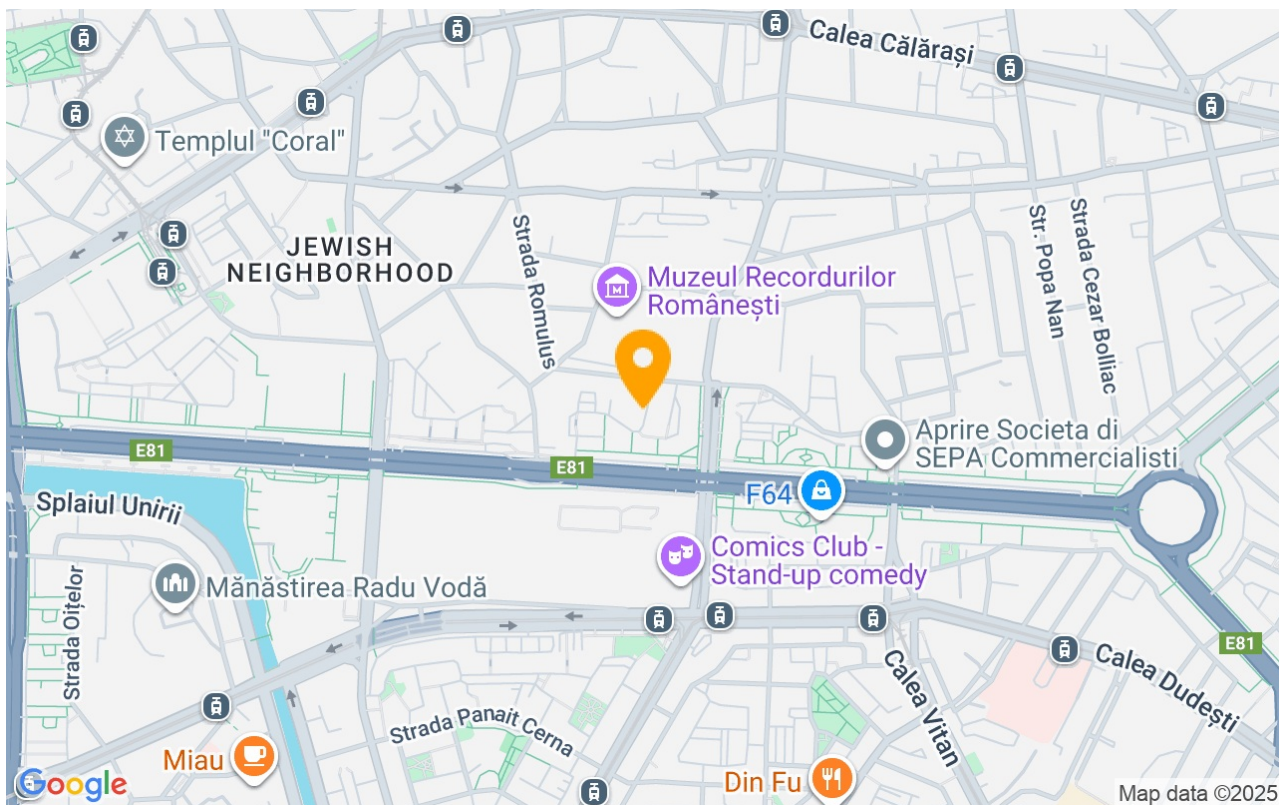 Calea Călărași
Templul "Coral"
JEWISH
NEIGHBORHOOD
Strada Romulus
Muzeul Recordurilor
Românești
Str. Popa Nan
Strada Cezar Bolliac
Aprire Societa di
SEPA Commercialisti
E81
E81
F64
Splaiul Unirii
Comics Club -
Stand-up comedy
Mănăstirea Radu Vodă
Strada Oițelor
E81
Calea Dudești
Calea Vitan
Strada Panait Cerna
Miau
Din Fu
Google
Map data ©2025